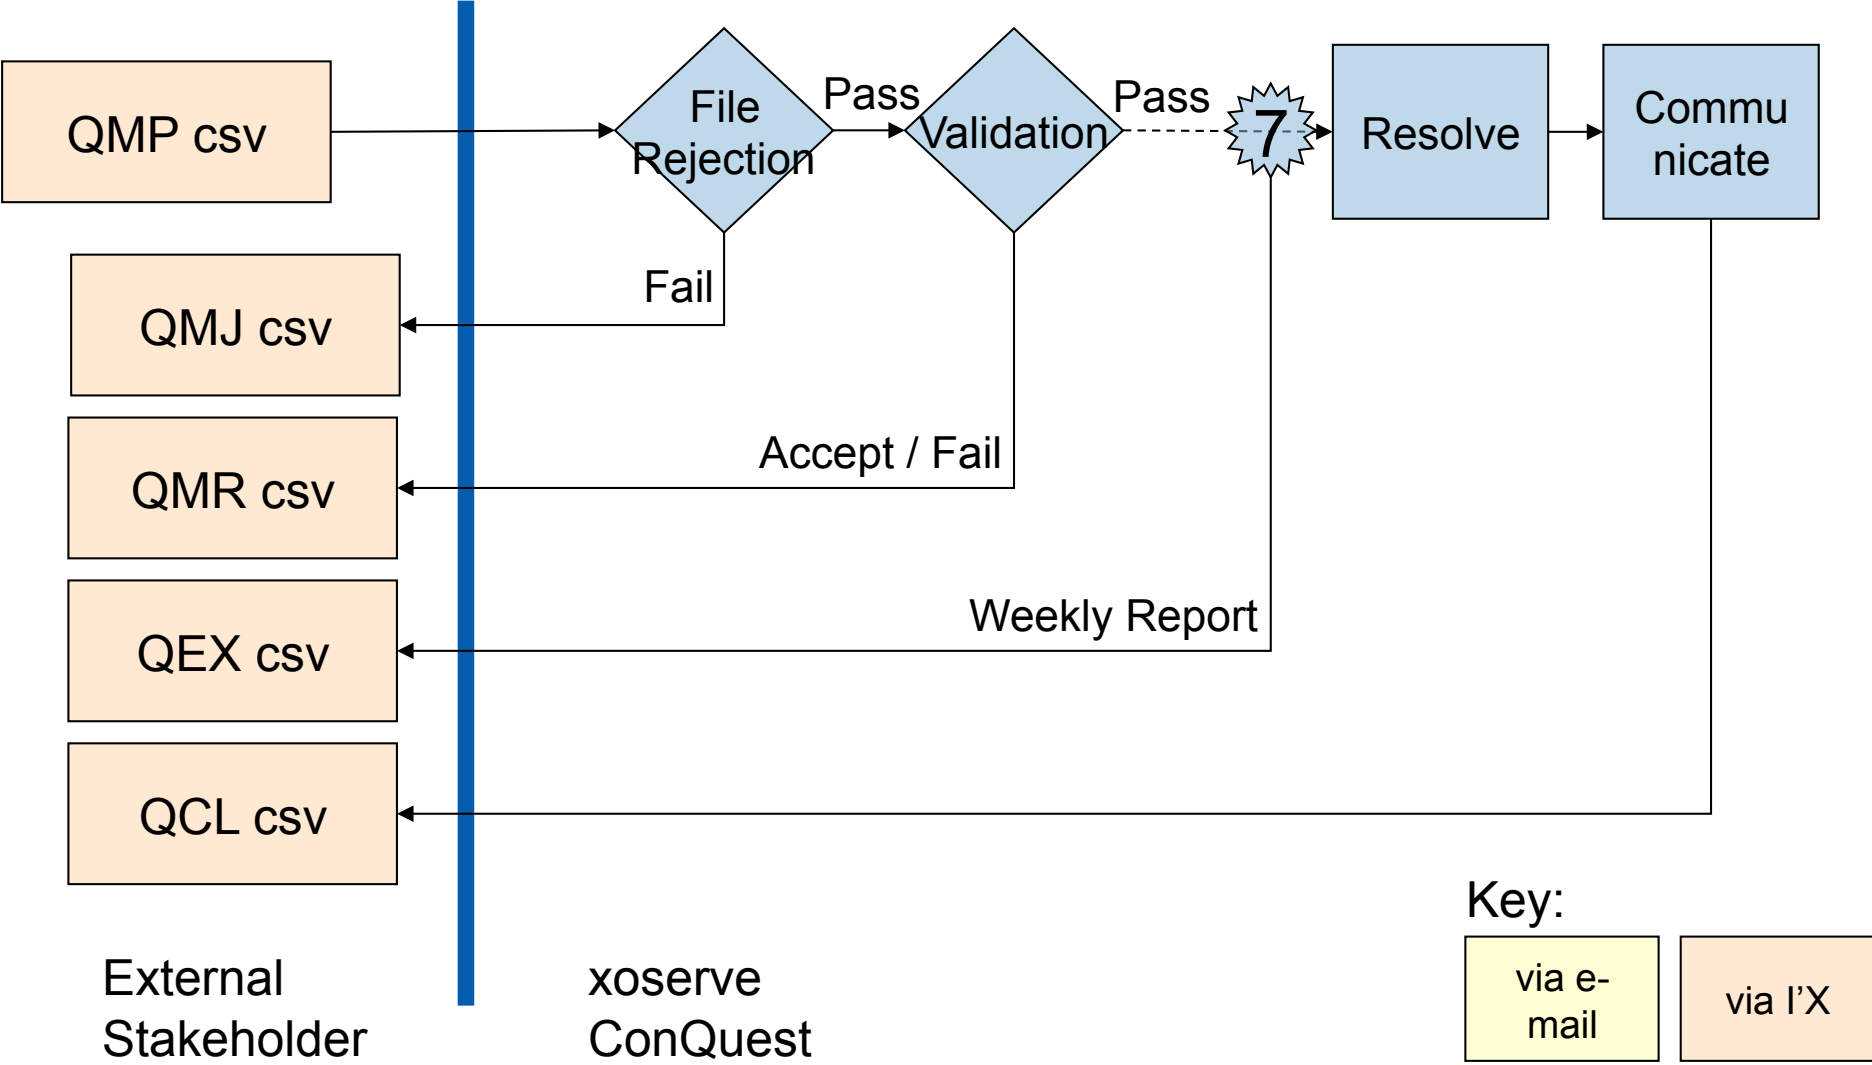 QMP csv
File
Rejection
Pass
Validation
Pass
7
Resolve
Commu
nicate
Fail
QMJ csv
Accept / Fail
QMR csv
Weekly Report
QEX csv
QCL csv
Key:
via e-
mail
via I’X
External
Stakeholder
xoserve
ConQuest